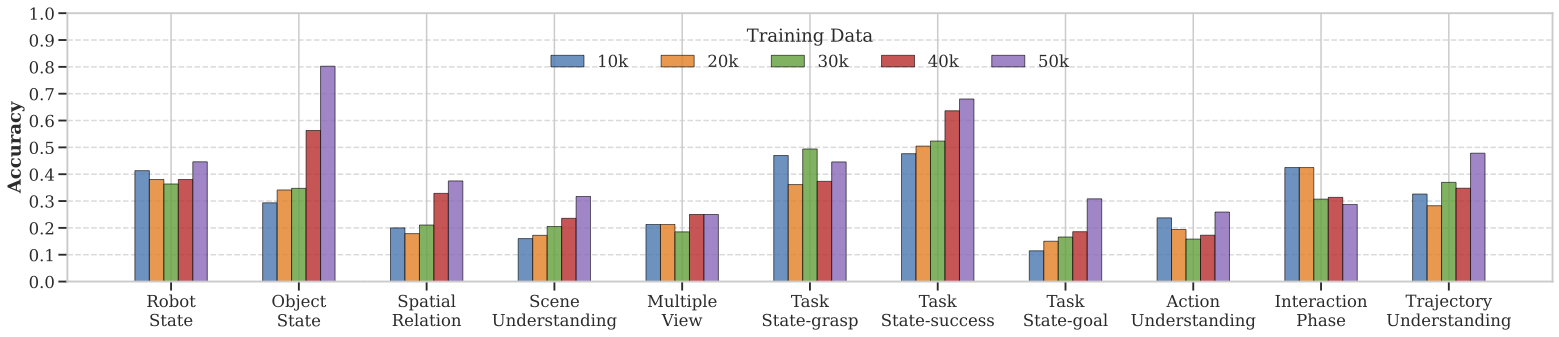 Training Data
10k 20k 30k 40k 50k
Accuracy
1.0
0.9
0.8
0.7
0.6
0.5
0.4
0.3
0.2
0.1
0.0
Robot
State
Object
State
Spatial
Relation
Scene
Understanding
Multiple
View
Task
State-grasp
Task
State-success
Task
State-goal
Action
Understanding
Interaction
Phase
Trajectory
Understanding